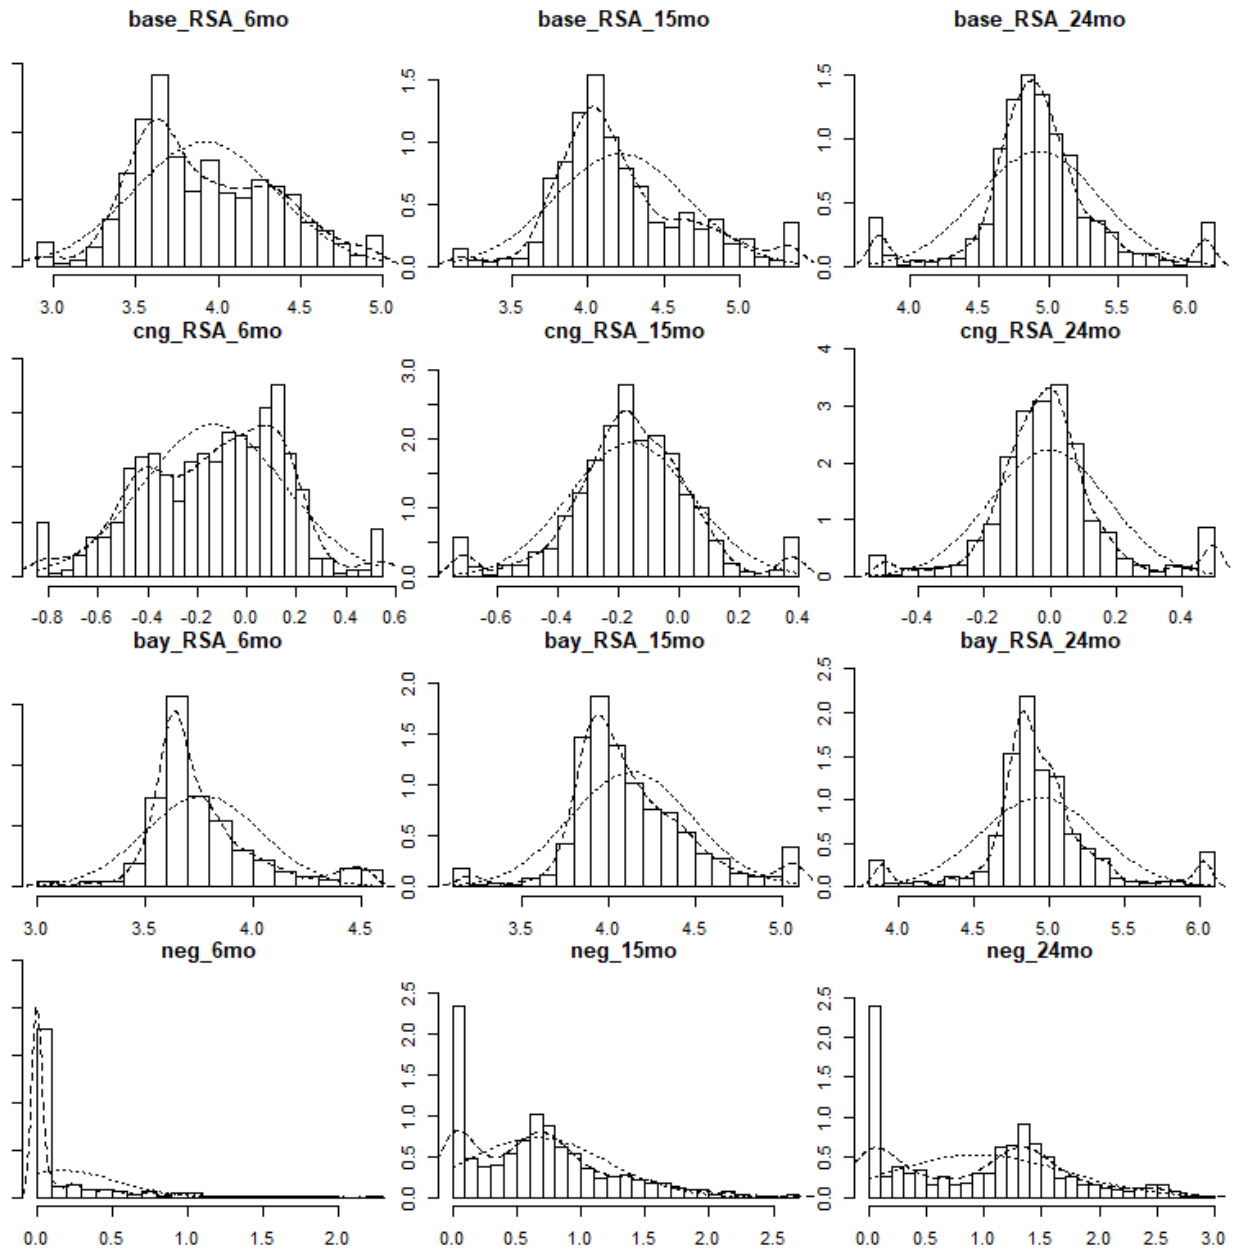 base_RSA_6mo base_RSA_15mo base_RSA_24mo
0.0 0.5 1.0 1.5
0.0 0.5 1.0 1.5
3.0 3.5 4.0 4.5 5.0
3.5 4.0 4.5 5.0
4.0 4.5 5.0 5.5 6.0
cng_RSA_6mo cng_RSA_15mo cng_RSA_24mo
0.0 1.0 2.0 3.0
0 1 2 3 4
-0.8 -0.6 -0.4 -0.2 0.0 0.2 0.4 0.6
-0.6 -0.4 -0.2 0.0 0.2 0.4
-0.4 -0.2 0.0 0.2 0.4
bay_RSA_6mo bay_RSA_15mo bay_RSA_24mo
0.0 0.5 1.0 1.5 2.0
0.0 0.5 1.0 1.5 2.0 2.5
3.0 3.5 4.0 4.5
3.5 4.0 4.5 5.0
4.0 4.5 5.0 5.5 6.0
neg_6mo neg_15mo neg_24mo
0.0 0.5 1.0 1.5 2.0 2.5
0.0 0.5 1.0 1.5 2.0 2.5
0.0 0.5 1.0 1.5 2.0
0.0 0.5 1.0 1.5 2.0 2.5
0.0 0.5 1.0 1.5 2.0 2.5 3.0